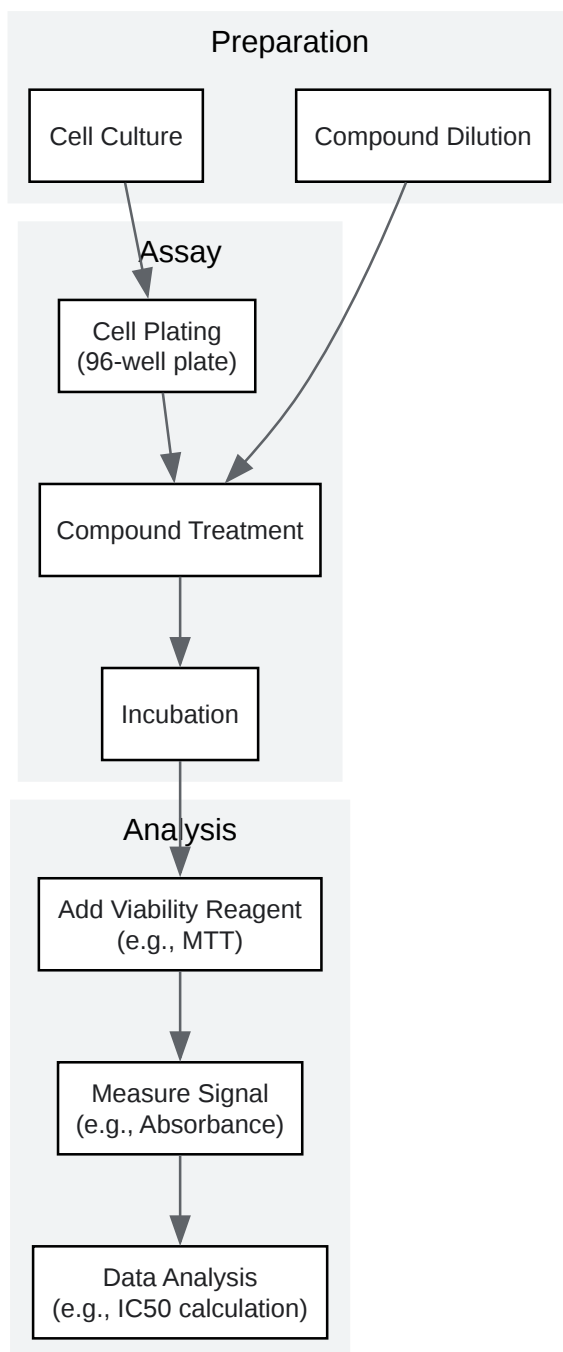 Preparation
Cell Culture
Compound Dilution
Assay
Cell Plating
(96-well plate)
Compound Treatment
Incubation
Analysis
Add Viability Reagent
(e.g., MTT)
Measure Signal
(e.g., Absorbance)
Data Analysis
(e.g., IC50 calculation)